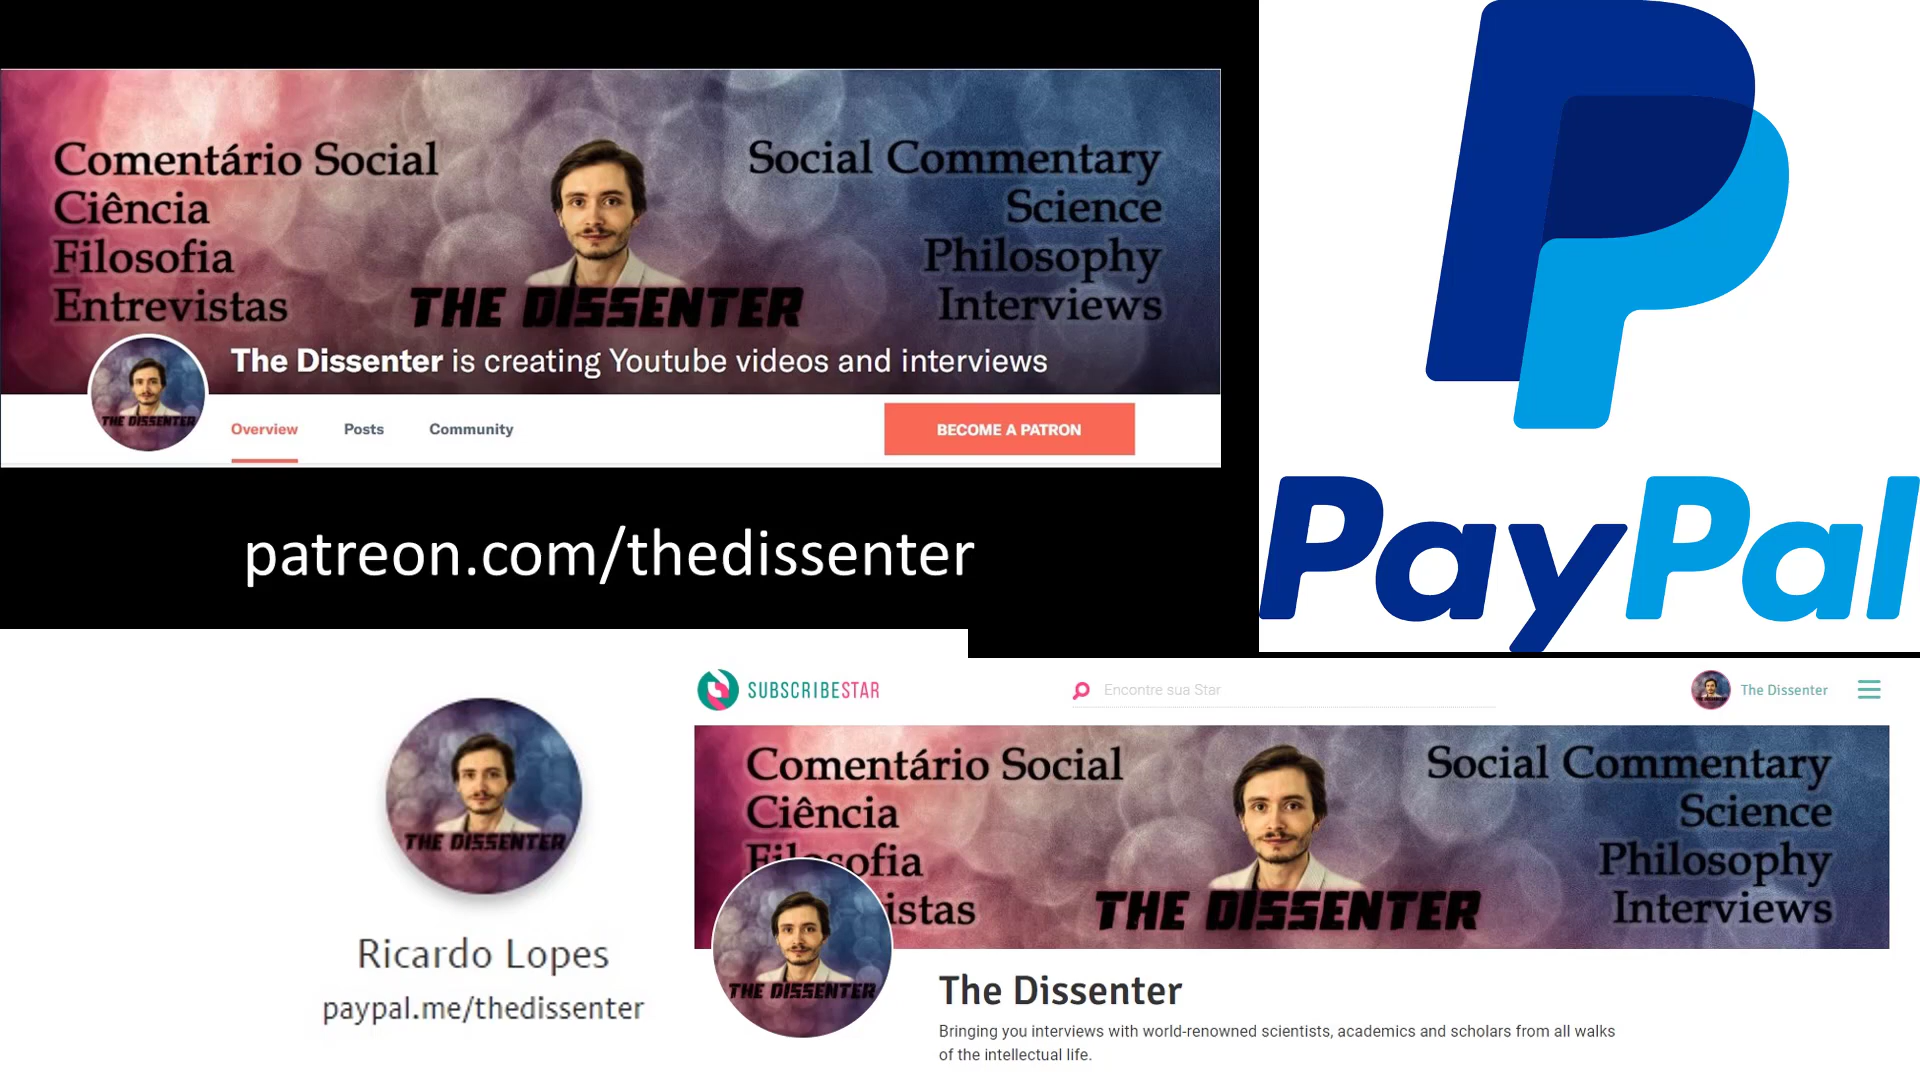 Comentário Social
Ciência
Filosofia
Entrevistas
Social Commentary
Science
Philosophy
Interviews
THE DISSENTER
The Dissenter is creating Youtube videos and interviews
THE DISSENTER
Overview Posts Community
BECOME A PATRON
patreon.com/thedissenter
PayPal
THE DISSENTER
Ricardo Lopes
paypal.me/thedissenter
SUBSCRIBESTAR
Encontre sua Star
The Dissenter
Comentário Social
Ciência
Filosofia
istas
Social Commentary
Science
Philosophy
Interviews
THE DISSENTER
THE DISSENTER
The Dissenter
Bringing you interviews with world-renowned scientists, academics and scholars from all walks
of the intellectual life.